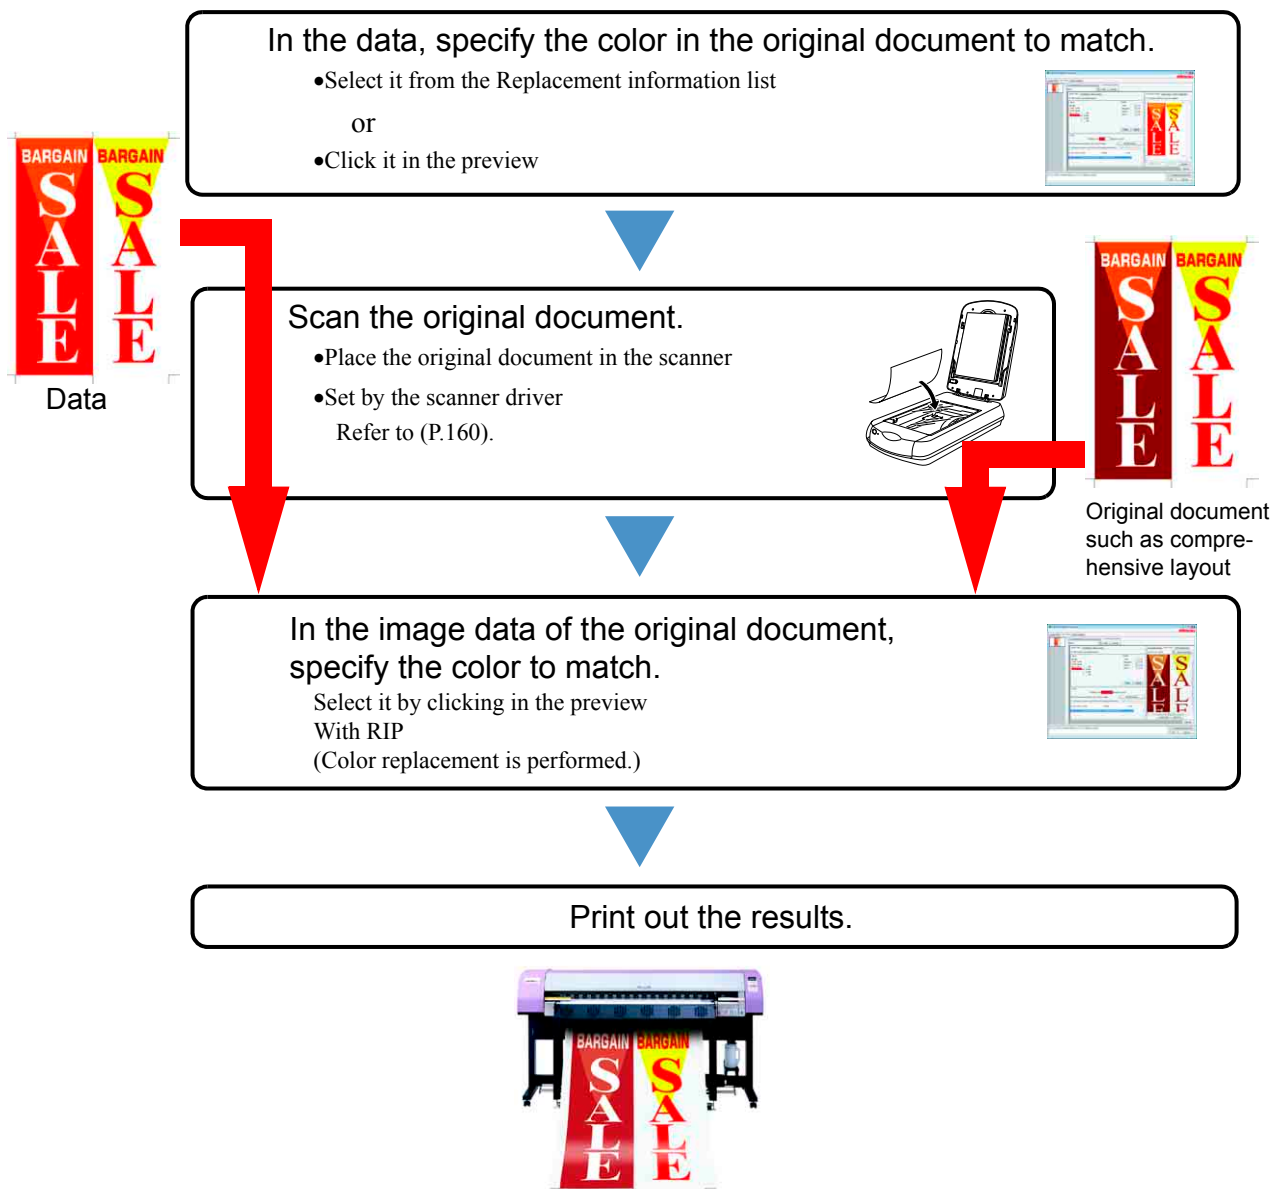 In the data, specify the color in the original document to match.
•Select it from the Replacement information list
or
•Click it in the preview
BARGAIN BARGAIN
SALE SALE
Data
Scan the original document.
•Place the original document in the scanner
•Set by the scanner driver
Refer to (P.160).
BARGAIN BARGAIN
SALE SALE
Original document
such as compre-
hensive layout
In the image data of the original document,
specify the color to match.
Select it by clicking in the preview
With RIP
(Color replacement is performed.)
Print out the results.
BARGAIN BARGAIN
SALE SALE